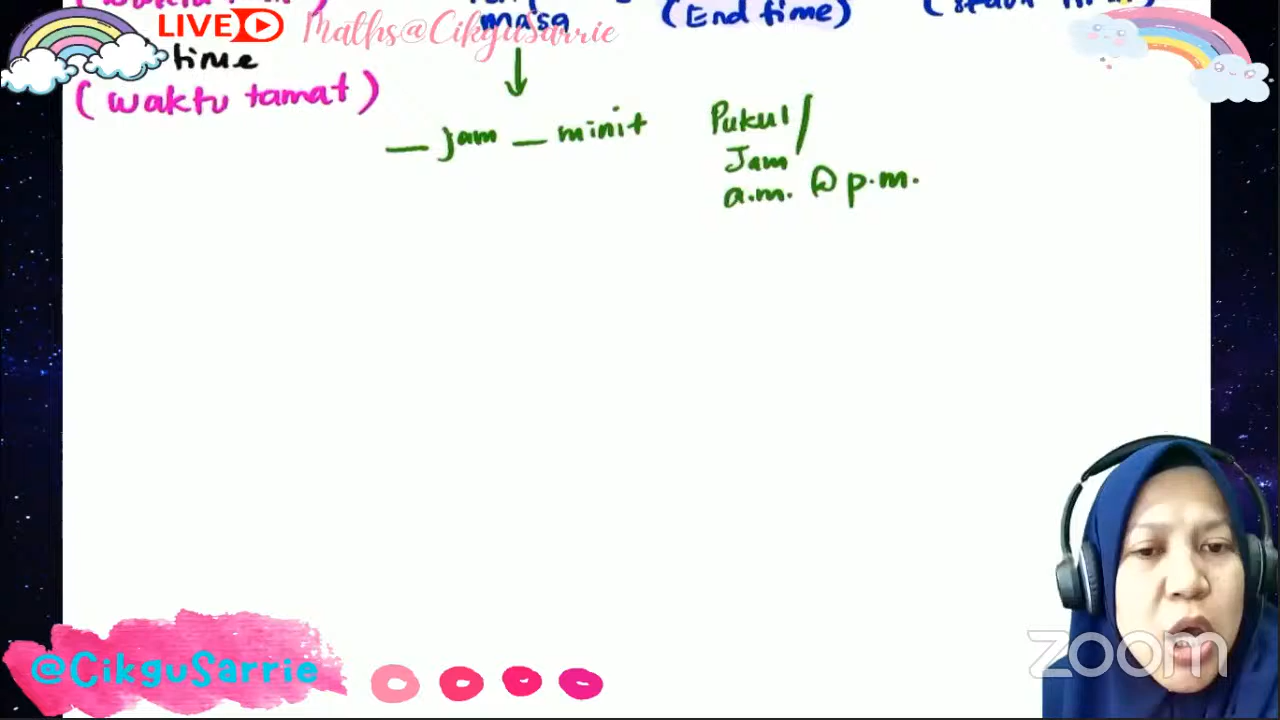 LIVE Maths@CikguSarrie
masa
(End time)
time
(waktu tamat)
_ jam _ minit
Pukul /
Jam
a.m. @ p.m.
@CikguSarrie
zoom